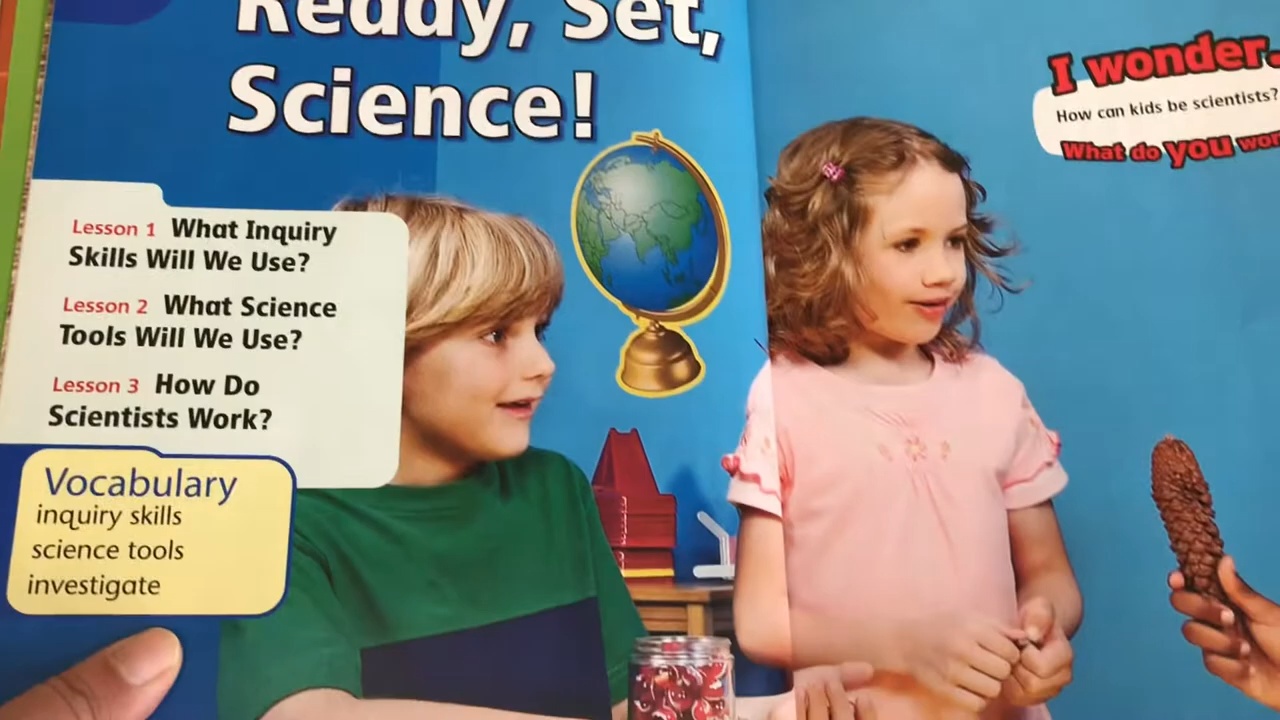 Ready, Set,
Science!
Lesson 1 What Inquiry
Skills Will We Use?
Lesson 2 What Science
Tools Will We Use?
Lesson 3 How Do
Scientists Work?
Vocabulary
inquiry skills
science tools
investigate
I wonder.
How can kids be scientists?
What do you